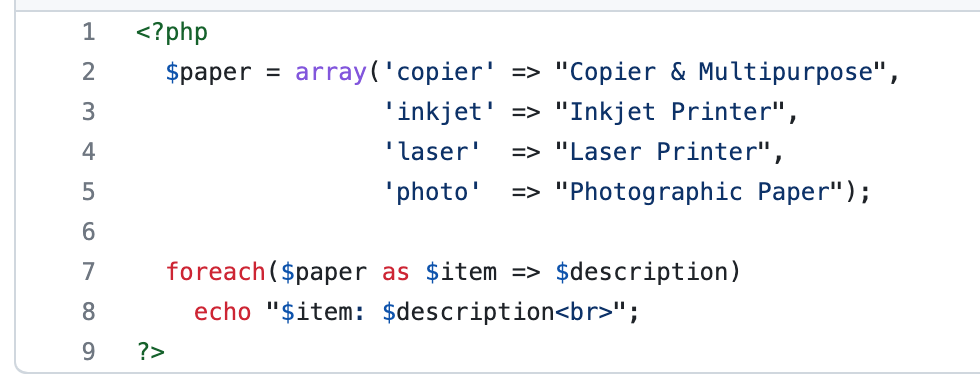 1 <?php
2   $paper = array('copier' => "Copier & Multipurpose",
3                  'inkjet' => "Inkjet Printer",
4                  'laser'  => "Laser Printer",
5                  'photo'  => "Photographic Paper");
6
7   foreach($paper as $item => $description)
8     echo "$item: $description<br>";
9 ?>